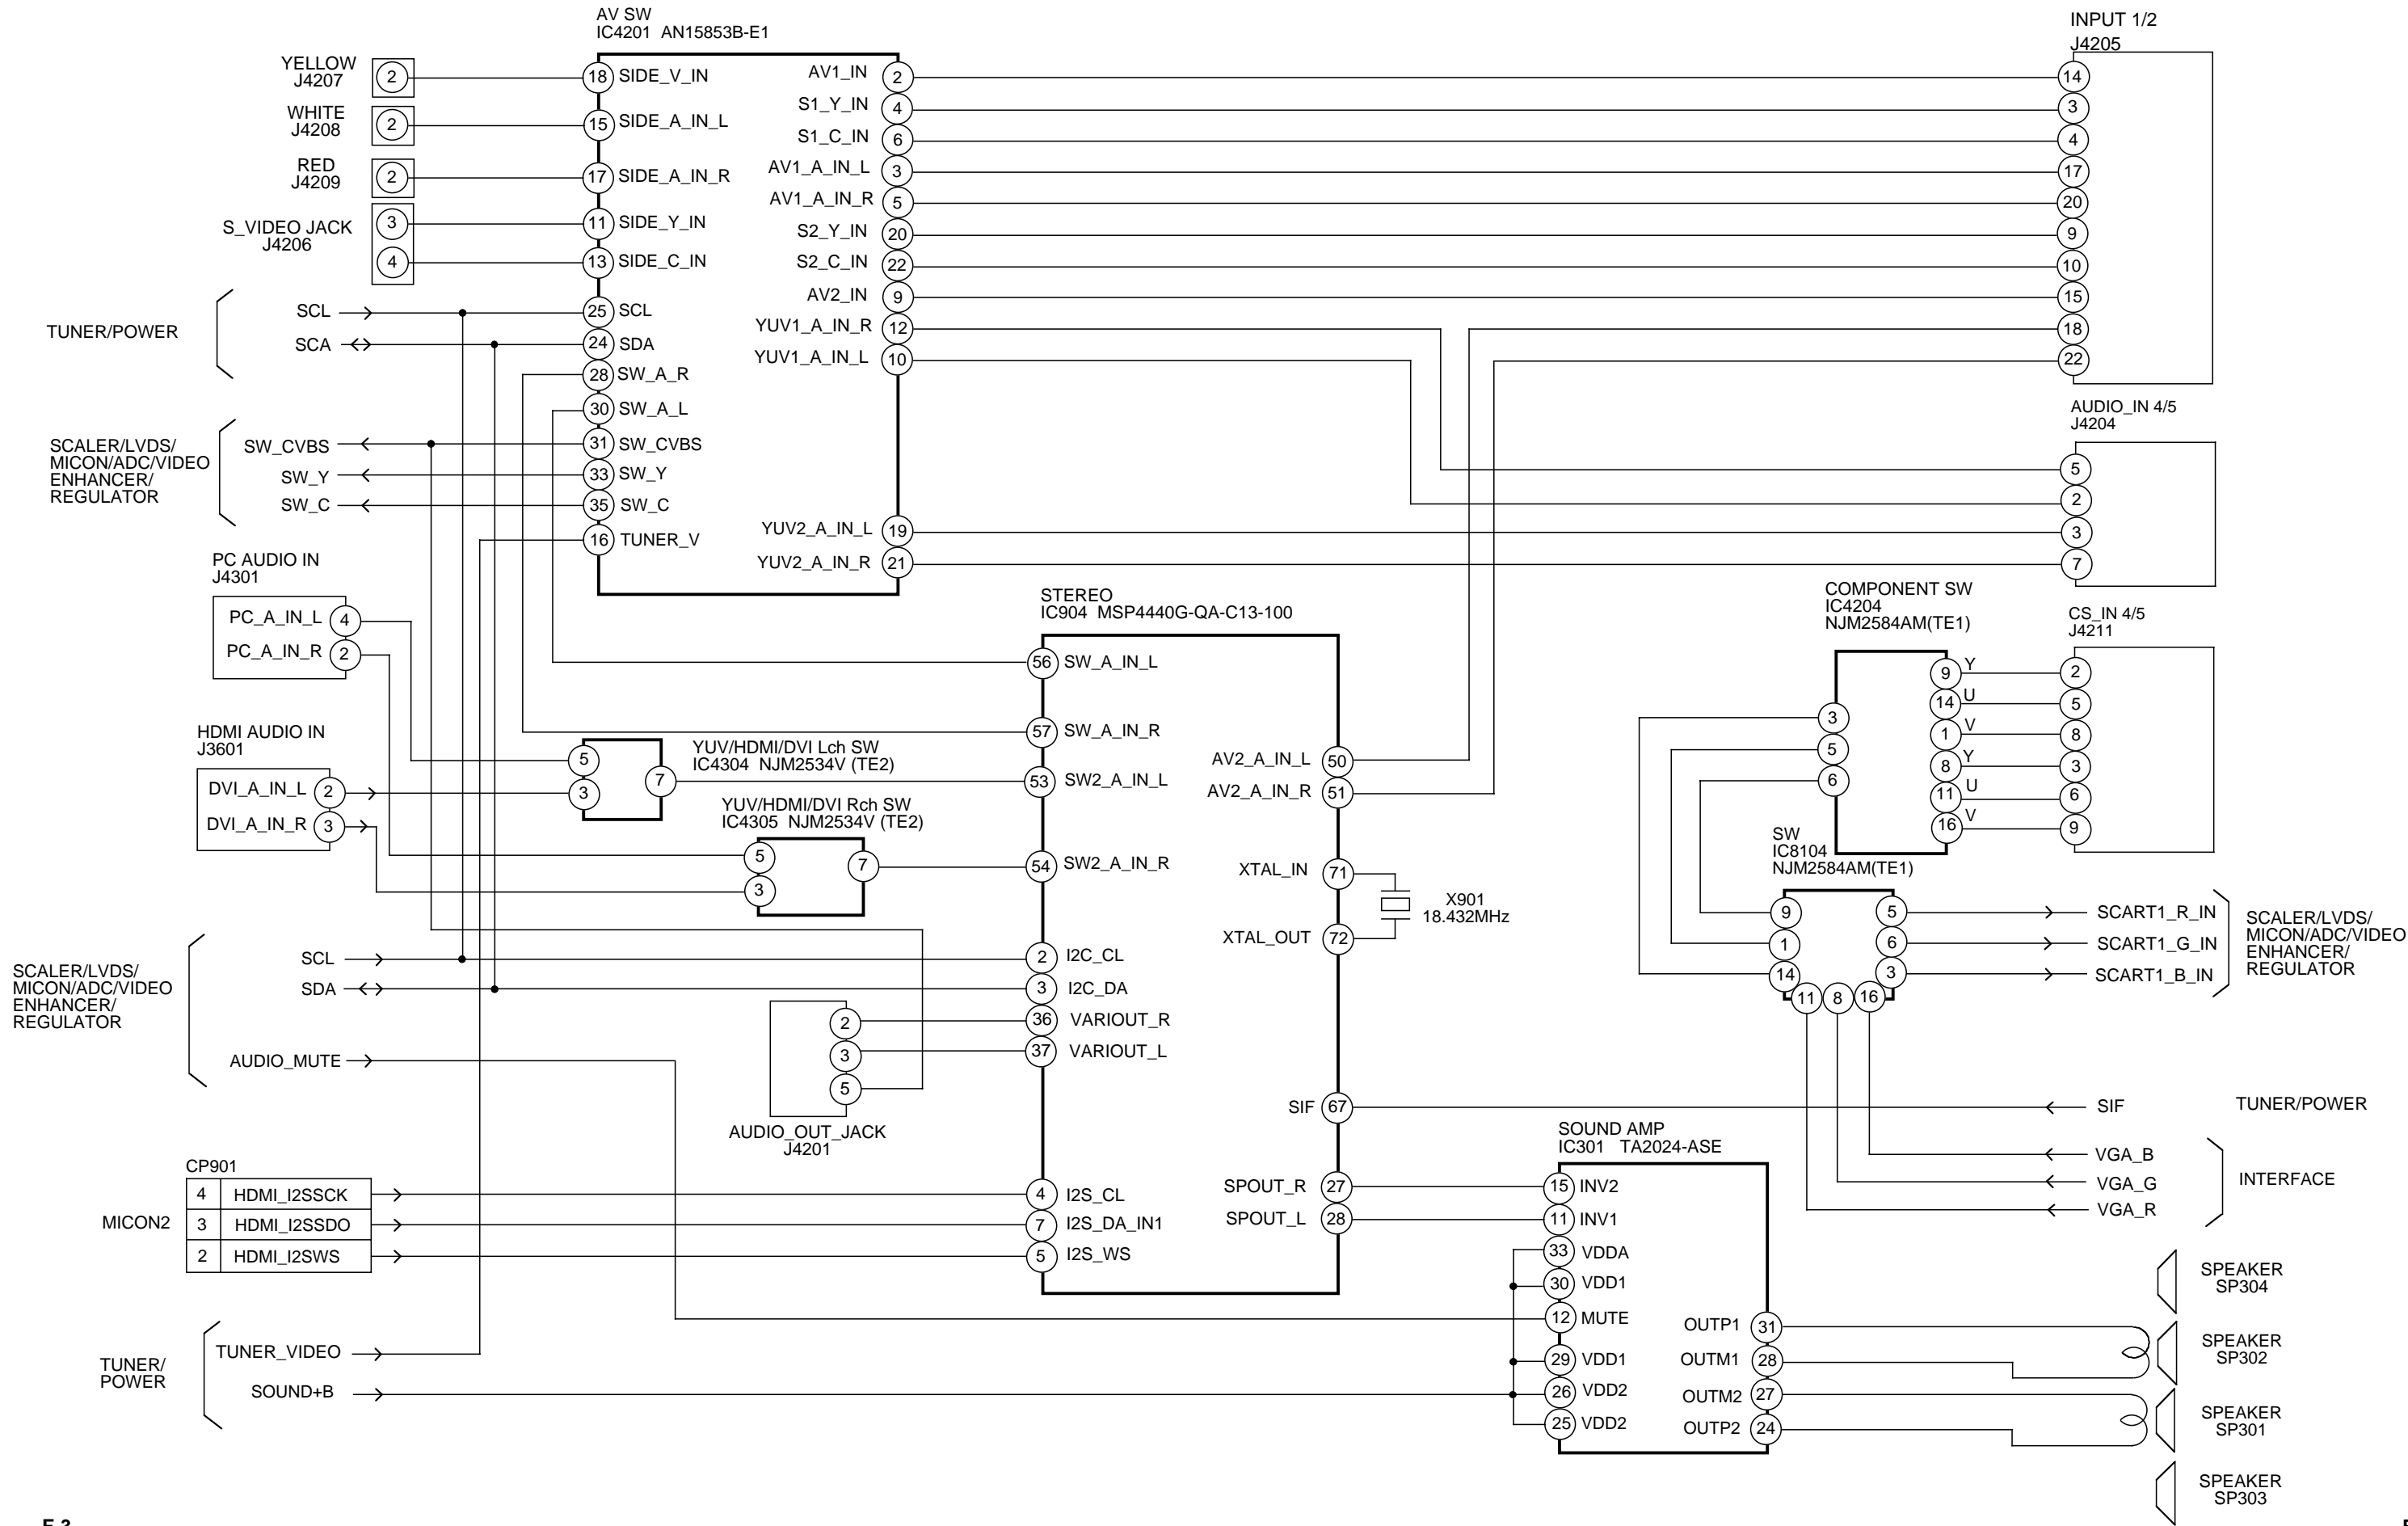 AV SW
IC4201 AN15853B-E1
YELLOW
J4207
2
WHITE
J4208
2
RED
J4209
2
S_VIDEO JACK
J4206
3
4
18 SIDE_V_IN
15 SIDE_A_IN_L
17 SIDE_A_IN_R
11 SIDE_Y_IN
13 SIDE_C_IN
25 SCL
24 SDA
28 SW_A_R
30 SW_A_L
31 SW_CVBS
33 SW_Y
35 SW_C
16 TUNER_V
AV1_IN 2
S1_Y_IN 4
S1_C_IN 6
AV1_A_IN_L 3
AV1_A_IN_R 5
S2_Y_IN 20
S2_C_IN 22
AV2_IN 9
YUV1_A_IN_R 12
YUV1_A_IN_L 10
YUV2_A_IN_L 19
YUV2_A_IN_R 21
INPUT 1/2
J4205
14
3
4
17
20
9
10
15
18
22
AUDIO_IN 4/5
J4204
5
2
3
7
TUNER/POWER
SCL
SCA
SCALER/LVDS/
MICON/ADC/VIDEO
ENHANCER/
REGULATOR
SW_CVBS
SW_Y
SW_C
PC AUDIO IN
J4301
PC_A_IN_L 4
PC_A_IN_R 2
HDMI AUDIO IN
J3601
DVI_A_IN_L 2
DVI_A_IN_R 3
5
3
7
YUV/HDMI/DVI Lch SW
IC4304 NJM2534V (TE2)
YUV/HDMI/DVI Rch SW
IC4305 NJM2534V (TE2)
5
3
7
STEREO
IC904 MSP4440G-QA-C13-100
56 SW_A_IN_L
57 SW_A_IN_R
53 SW2_A_IN_L
54 SW2_A_IN_R
2 I2C_CL
3 I2C_DA
36 VARIOUT_R
37 VARIOUT_L
4 I2S_CL
7 I2S_DA_IN1
5 I2S_WS
AV2_A_IN_L 50
AV2_A_IN_R 51
XTAL_IN 71
XTAL_OUT 72
X901
18.432MHz
SIF 67
SPOUT_R 27
SPOUT_L 28
COMPONENT SW
IC4204
NJM2584AM(TE1)
3
5
6
9 Y
14 U
1 V
8 Y
11 U
16 V
CS_IN 4/5
J4211
2
5
8
3
6
9
SW
IC8104
NJM2584AM(TE1)
9
1
14
11
8
16
5
6
3
SCART1_R_IN
SCART1_G_IN
SCART1_B_IN
SCALER/LVDS/
MICON/ADC/VIDEO
ENHANCER/
REGULATOR
SCALER/LVDS/
MICON/ADC/VIDEO
ENHANCER/
REGULATOR
SCL
SDA
AUDIO_MUTE
2
3
5
AUDIO_OUT_JACK
J4201
SIF
TUNER/POWER
VGA_B
VGA_G
VGA_R
INTERFACE
CP901
MICON2
4 HDMI_I2SSCK
3 HDMI_I2SSDO
2 HDMI_I2SWS
SOUND AMP
IC301 TA2024-ASE
15 INV2
11 INV1
33 VDDA
30 VDD1
12 MUTE
29 VDD1
26 VDD2
25 VDD2
OUTP1 31
OUTM1 28
OUTM2 27
OUTP2 24
TUNER/
POWER
TUNER_VIDEO
SOUND+B
SPEAKER
SP304
SPEAKER
SP302
SPEAKER
SP301
SPEAKER
SP303